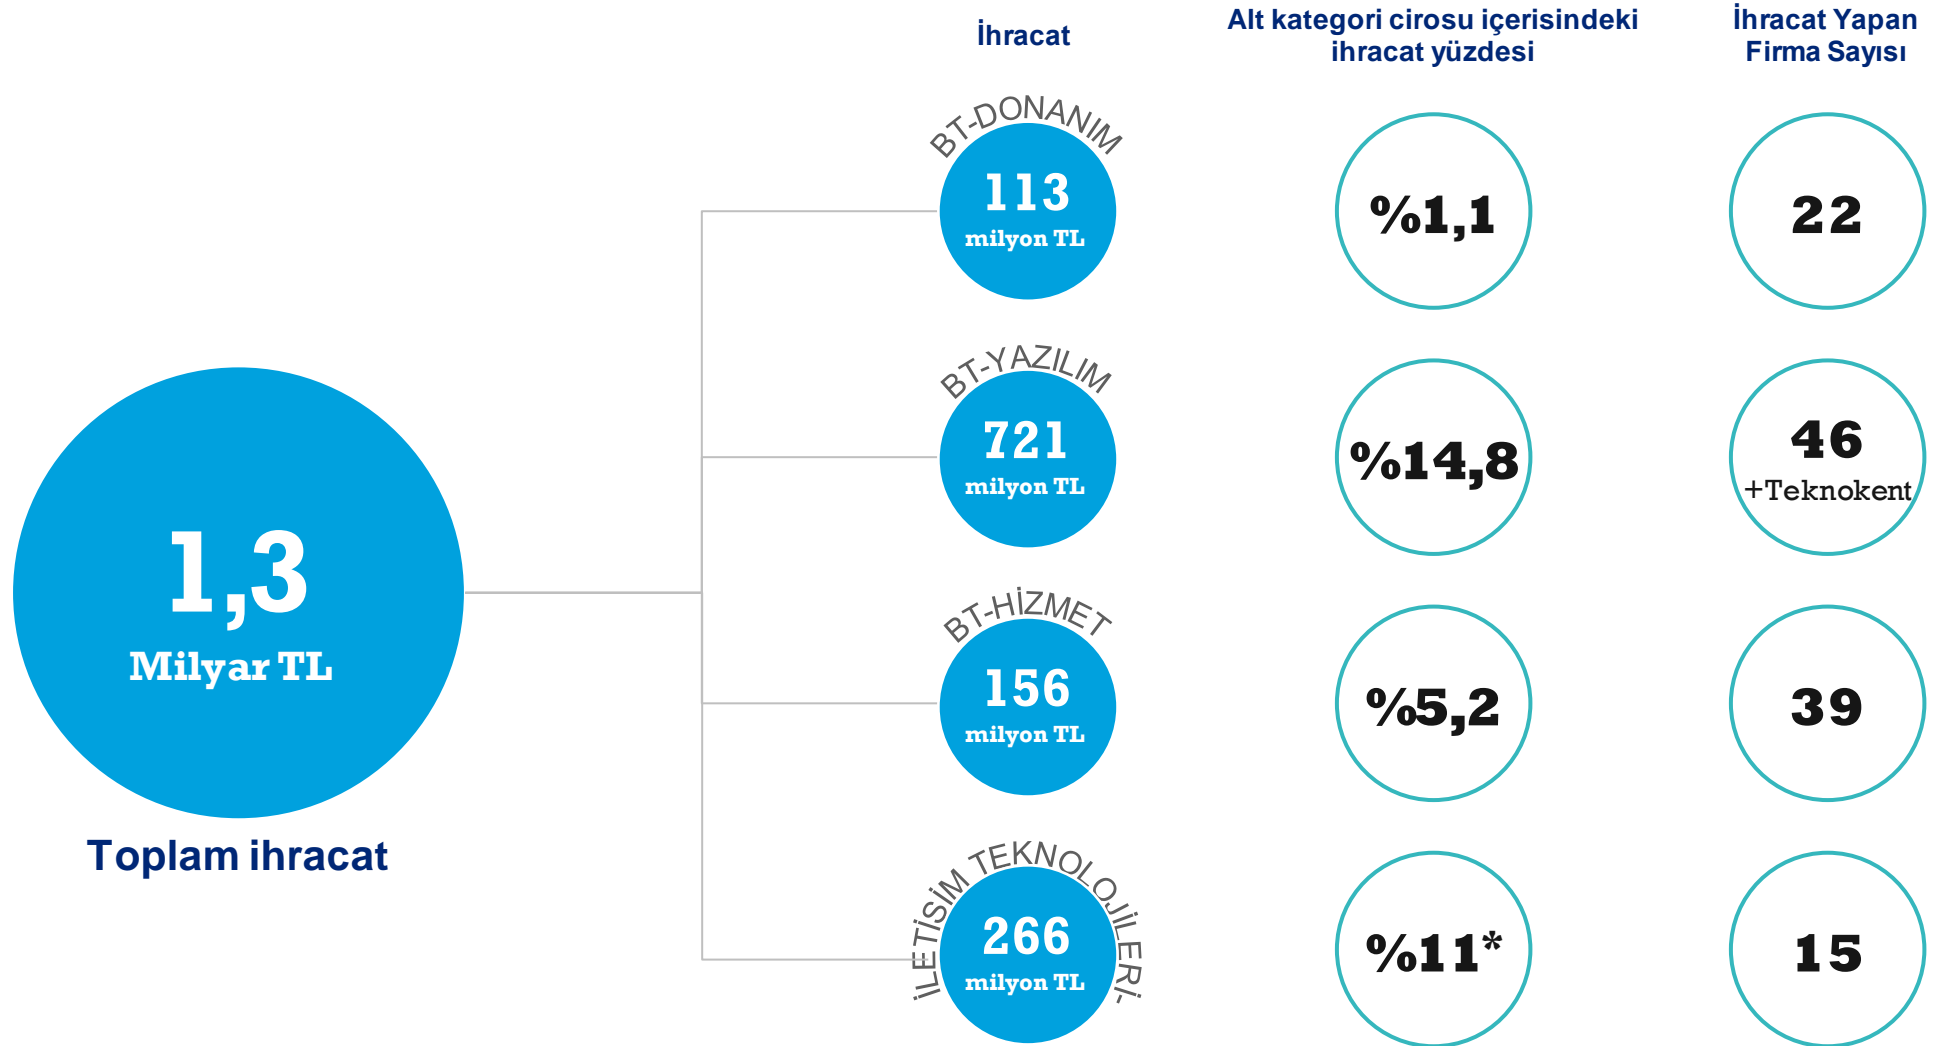 İhracat
Alt kategori cirosu içerisindeki
ihracat yüzdesi
İhracat Yapan
Firma Sayısı
BT-DONANIM
113
milyon TL
%1,1
22
BT-YAZILIM
721
milyon TL
%14,8
46
+Teknokent
1,3
Milyar TL
Toplam ihracat
BT-HİZMET
156
milyon TL
%5,2
39
İLETİSİM TEKNOLOJİLERİ-
266
milyon TL
%11*
15